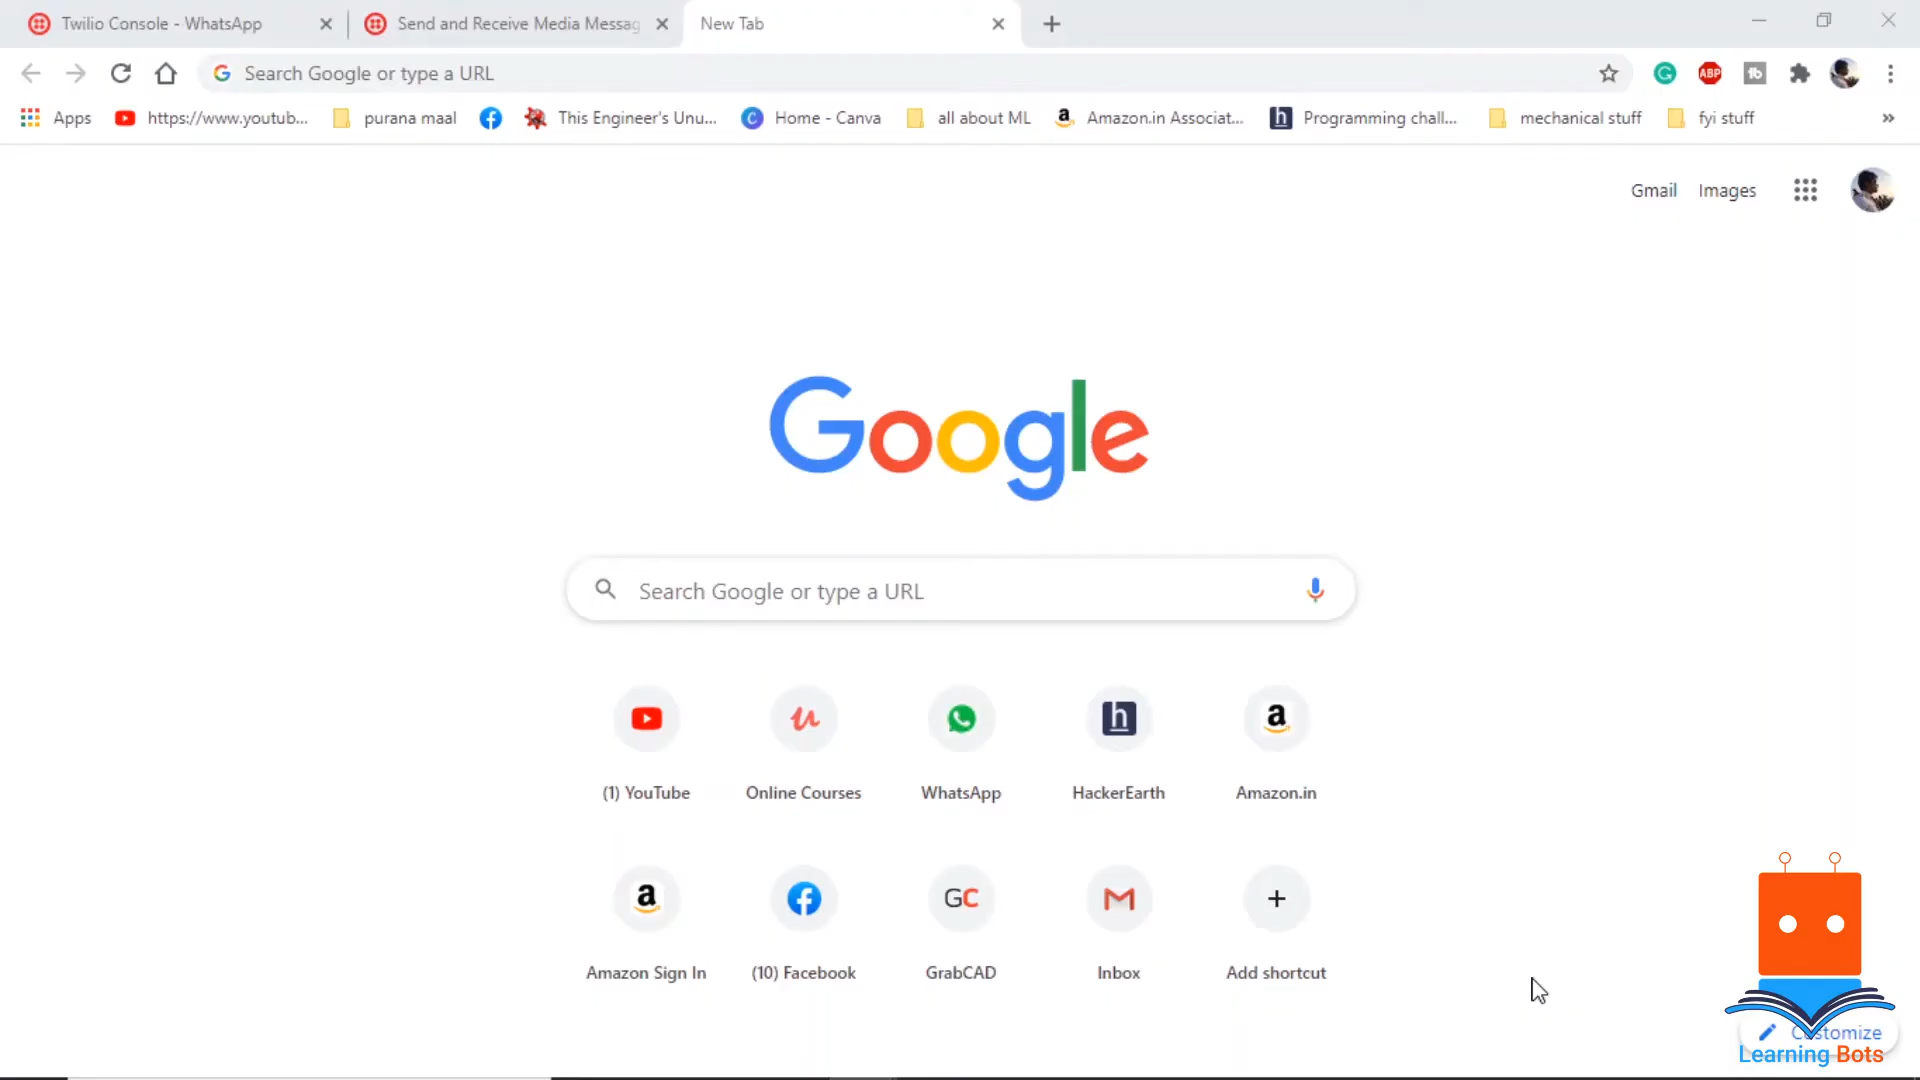 Twilio Console - WhatsApp
Send and Receive Media Messag
New Tab
Search Google or type a URL
ABP
Apps
https://www.youtub...
purana maal
This Engineer's Unu...
Home - Canva
all about ML
Amazon.in Associat...
Programming chall...
mechanical stuff
fyi stuff
»
Gmail
Images
Google
Search Google or type a URL
(1) YouTube
Online Courses
WhatsApp
HackerEarth
Amazon.in
GC
Amazon Sign In
(10) Facebook
GrabCAD
Inbox
Add shortcut
Customize
Learning Bots